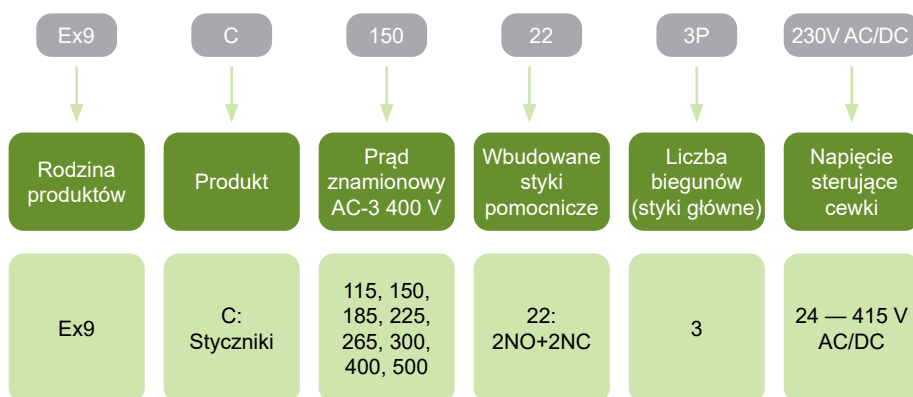 Ex9
C
150
22
3P
230V AC/DC
Rodzina
produktów
Produkt
Prąd
znamionowy
AC-3 400 V
Wbudowane
styki
pomocnicze
Liczba
biegunów
(styki główne)
Napięcie
sterujące
cewki
Ex9
C:
Styczniki
115, 150,
185, 225,
265, 300,
400, 500
22:
2NO+2NC
3
24 — 415 V
AC/DC